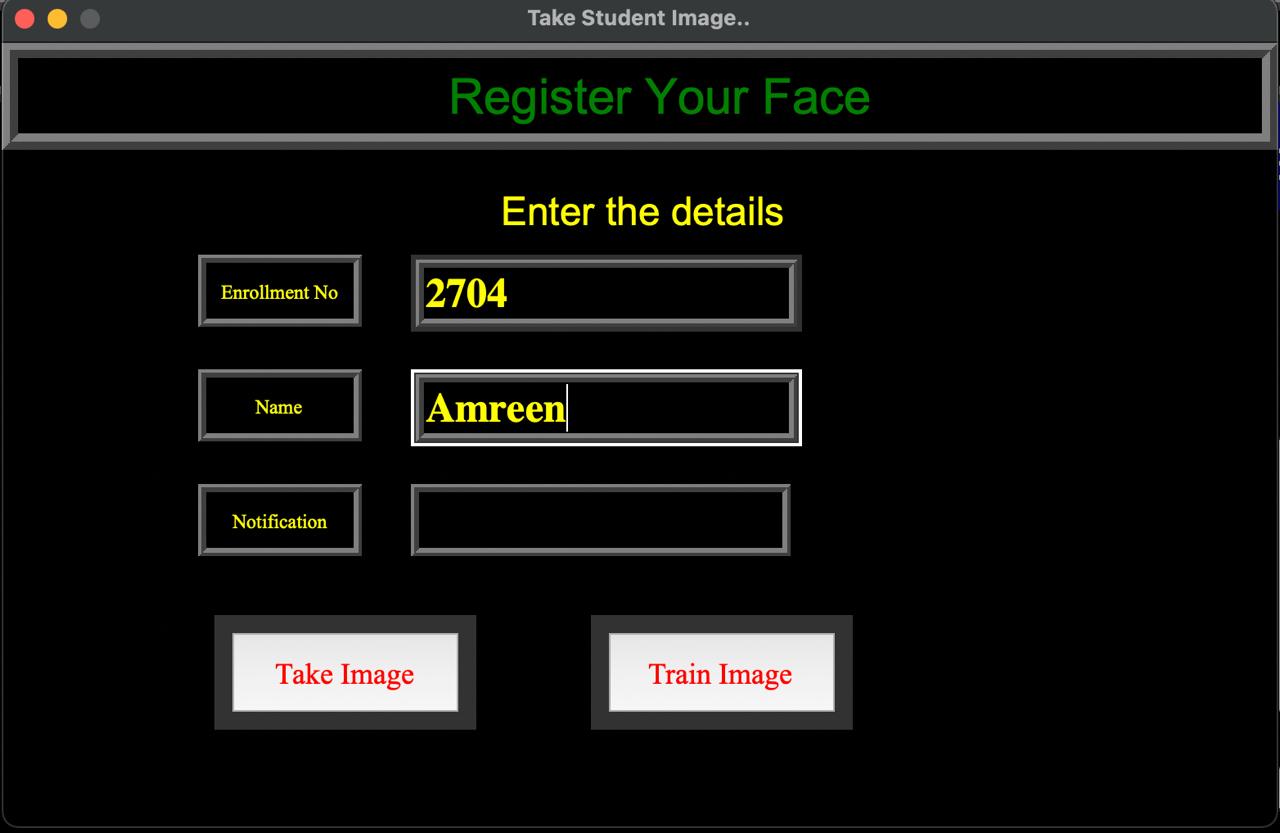 Take Student Image..
Register Your Face
Enter the details
Enrollment No
2704
Name
Amreen
Notification
Take Image
Train Image